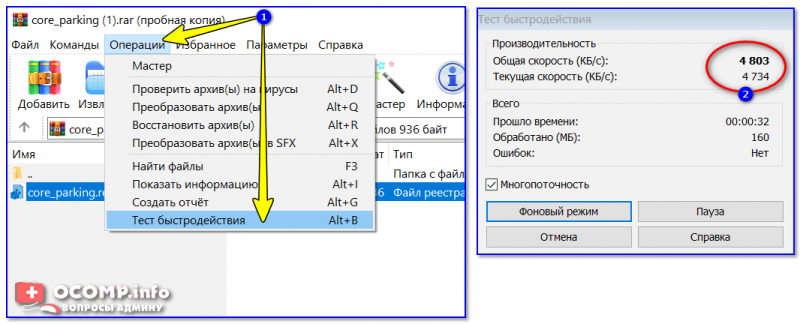 core_parking (1).rar (пробная копия)
1
Файл Команды Операции Избранное Параметры Справка
Мастер
Проверить архив(ы) на вирусы Alt+D
Преобразовать архив(ы) Alt+Q
Восстановить архив(ы) Alt+R
Преобразовать архив(ы) в SFX Alt+X
Найти файлы F3
Показать информацию Alt+I
Создать отчёт Alt+G
Тест быстродействия Alt+B
Добавить Извл
астер Информа
core_pa
лов 936 байт
Имя
ат Тип
..
Папка с файл
core_parking.re
6 Файл реестра
OCOMP.info
ВОПРОСЫ АДМИНУ
Тест быстродействия
Производительность
Общая скорость (КБ/с): 4 803
Текущая скорость (КБ/с): 4 734
2
Всего
Прошло времени: 00:00:32
Обработано (МБ): 160
Ошибок: Нет
Многопоточность
Фоновый режим Пауза
Отмена Справка